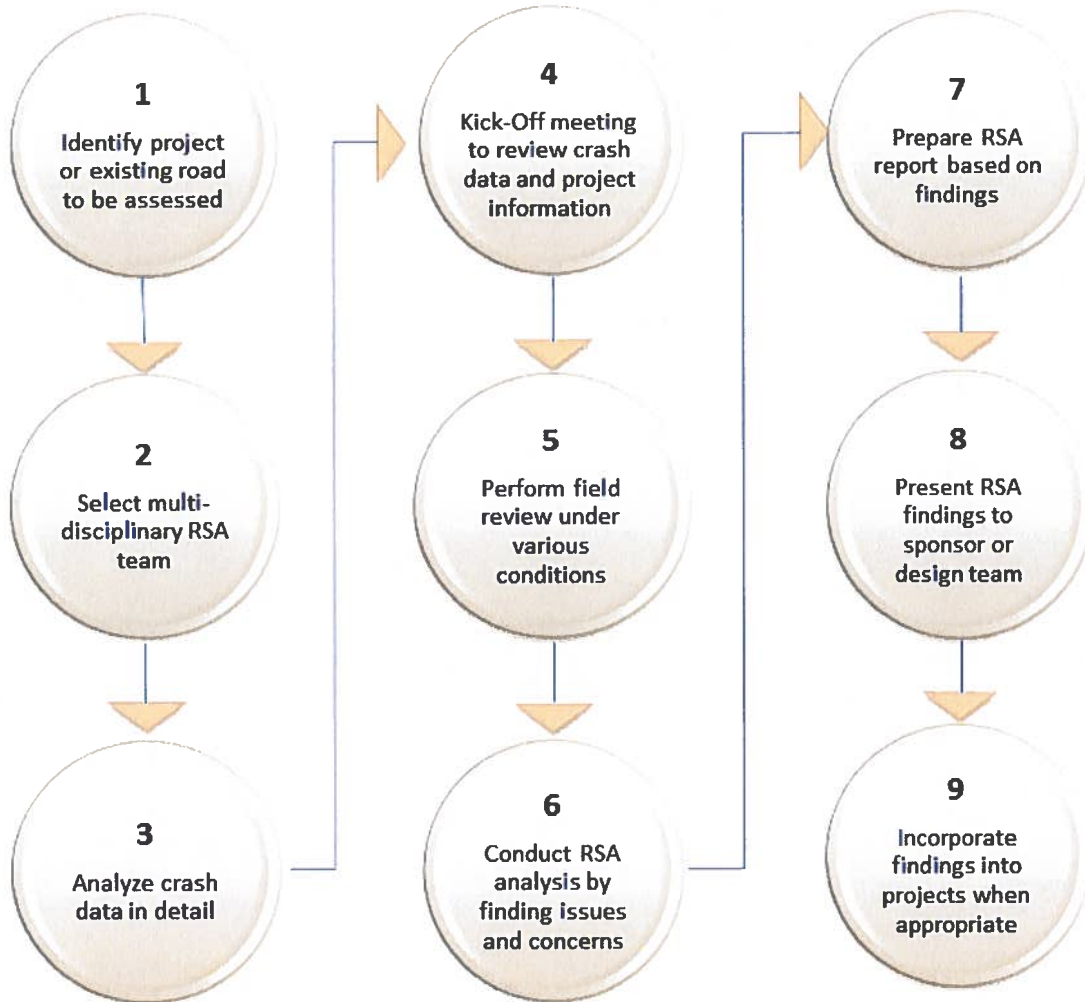 1
Identify project
or existing road
to be assessed
2
Select multi-
disciplinary RSA
team
3
Analyze crash
data in detail
4
Kick-Off meeting
to review crash
data and project
information
5
Perform field
review under
various
conditions
6
Conduct RSA
analysis by
finding issues
and concerns
7
Prepare RSA
report based on
findings
8
Present RSA
findings to
sponsor or
design team
9
Incorporate
findings into
projects when
appropriate